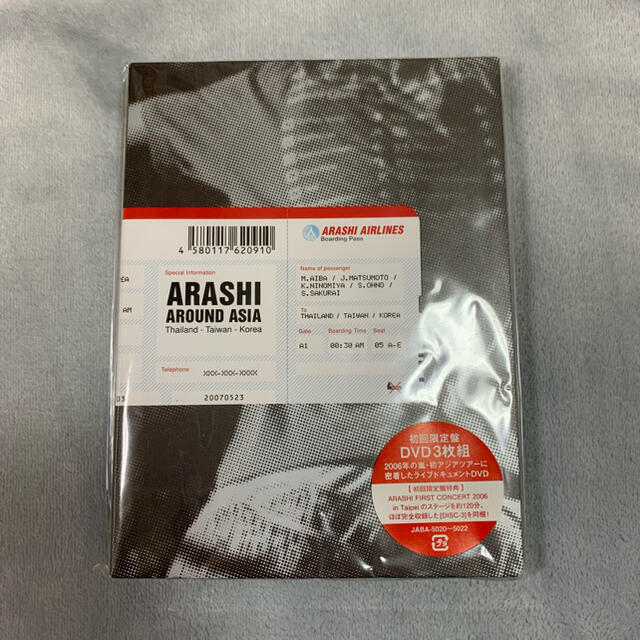 4 580117 620910
ARASHI AIRLINES
Boarding Pass
Special Information
ARASHI
AROUND ASIA
Thailand - Taiwan - Korea
Telephone
XXX-XXX-XXXX
20070523
Name of passenger
M.AIBA / J.MATSUMOTO /
K.NINOMIYA / S.OHNO /
S.SAKURAI
To
THAILAND / TAIWAN / KOREA
Gate Boarding Time Seat
A1 00:30 AM 05 A-E
AM
初回限定盤
DVD3枚組
2006年の嵐・初アジアツアーに
密着したライブドキュメントDVD
【初回限定盤特典】
ARASHI FIRST CONCERT 2006
in Taipei のステージを約120分、
ほぼ完全収録した[DISC-3]を同梱!
JABA-5020〜5022